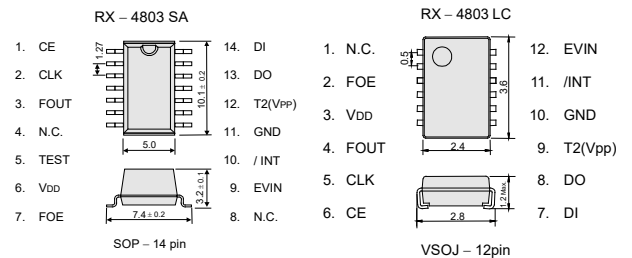 RX – 4803 SA
1. CE
2. CLK
3. FOUT
4. N.C.
5. TEST
6. VDD
7. FOE
1.27
10.1 ± 0.2
5.0
14. DI
13. DO
12. T2(VPP)
11. GND
10. / INT
9. EVIN
8. N.C.
3.2 ± 0.1
7.4 ± 0.2
SOP – 14 pin
RX – 4803 LC
1. N.C.
2. FOE
3. VDD
4. FOUT
5. CLK
6. CE
0.5
3.6
2.4
12. EVIN
11. /INT
10. GND
9. T2(Vpp)
8. DO
7. DI
1.2 Max.
2.8
VSOJ – 12pin